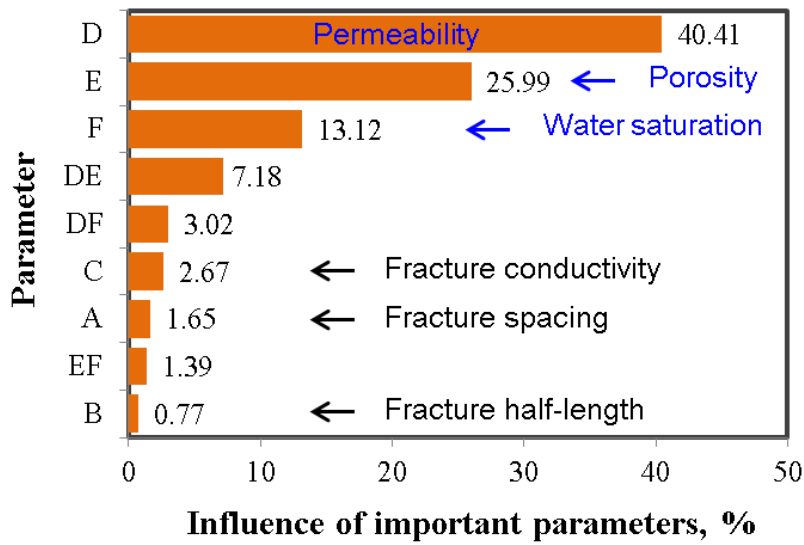 D Permeability 40.41
E 25.99 Porosity
F 13.12 Water saturation
DE 7.18
DF 3.02
C 2.67 Fracture conductivity
A 1.65 Fracture spacing
EF 1.39
B 0.77 Fracture half-length
Parameter
0 10 20 30 40 50
Influence of important parameters, %